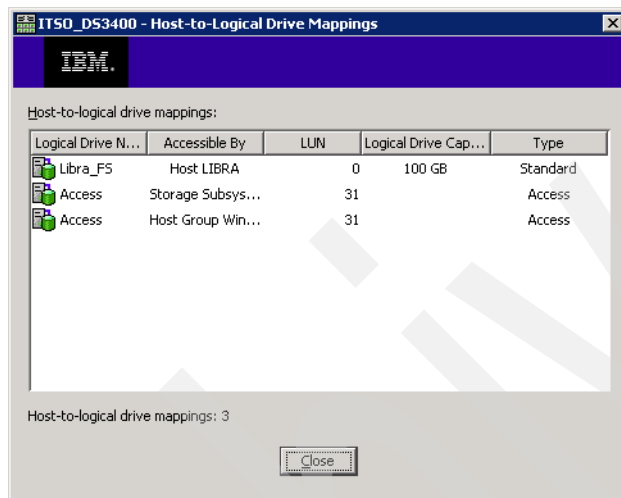 ITSO_DS3400 - Host-to-Logical Drive Mappings
IBM.
Host-to-logical drive mappings:
Logical Drive N... Accessible By LUN Logical Drive Cap... Type
Libra_FS Host LIBRA 0 100 GB Standard
Access Storage Subsys... 31 Access
Access Host Group Win... 31 Access
Host-to-logical drive mappings: 3
Close